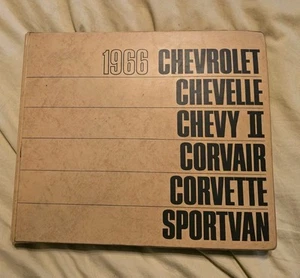 1966 CHEVROLET
CHEVELLE
CHEVY II
CORVAIR
CORVETTE
SPORTVAN